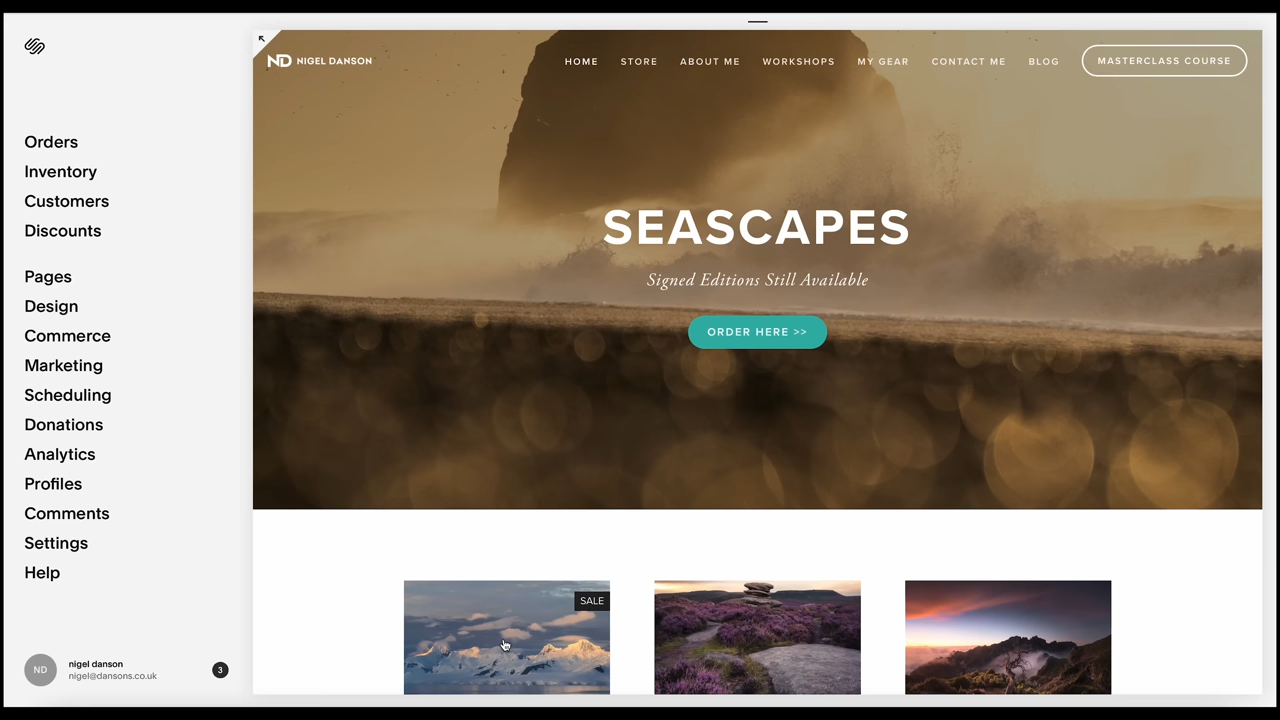 Orders
Inventory
Customers
Discounts
Pages
Design
Commerce
Marketing
Scheduling
Donations
Analytics
Profiles
Comments
Settings
Help
ND
nigel danson
nigel@dansons.co.uk
3
ND NIGEL DANSON
HOME STORE ABOUT ME WORKSHOPS MY GEAR CONTACT ME BLOG MASTERCLASS COURSE
SEASCAPES
Signed Editions Still Available
ORDER HERE >>
SALE